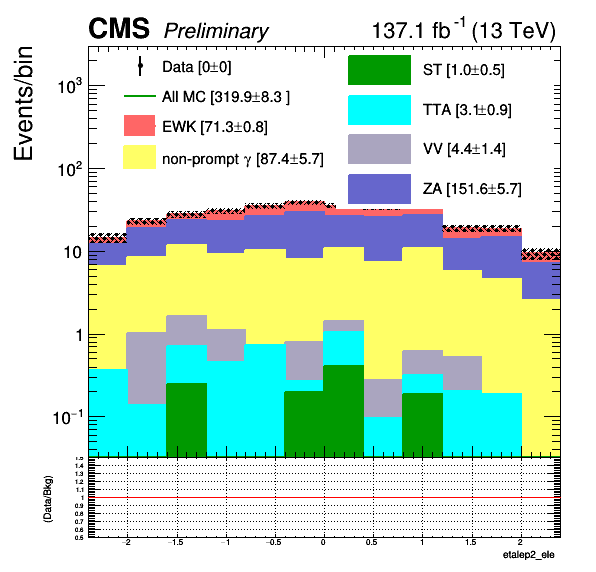 CMS Preliminary 137.1 fb⁻¹ (13 TeV)
Events/bin
Data [0±0]
All MC [319.9±8.3 ]
EWK [71.3±0.8]
non-prompt γ [87.4±5.7]
ST [1.0±0.5]
TTA [3.1±0.9]
VV [4.4±1.4]
ZA [151.6±5.7]
10³
10²
10
1
10⁻¹
(Data/Bkg)
1.5
1.4
1.3
1.2
1.1
1
0.9
0.8
0.7
0.6
0.5
−2 −1.5 −1 −0.5 0 0.5 1 1.5 2
etalep2_ele